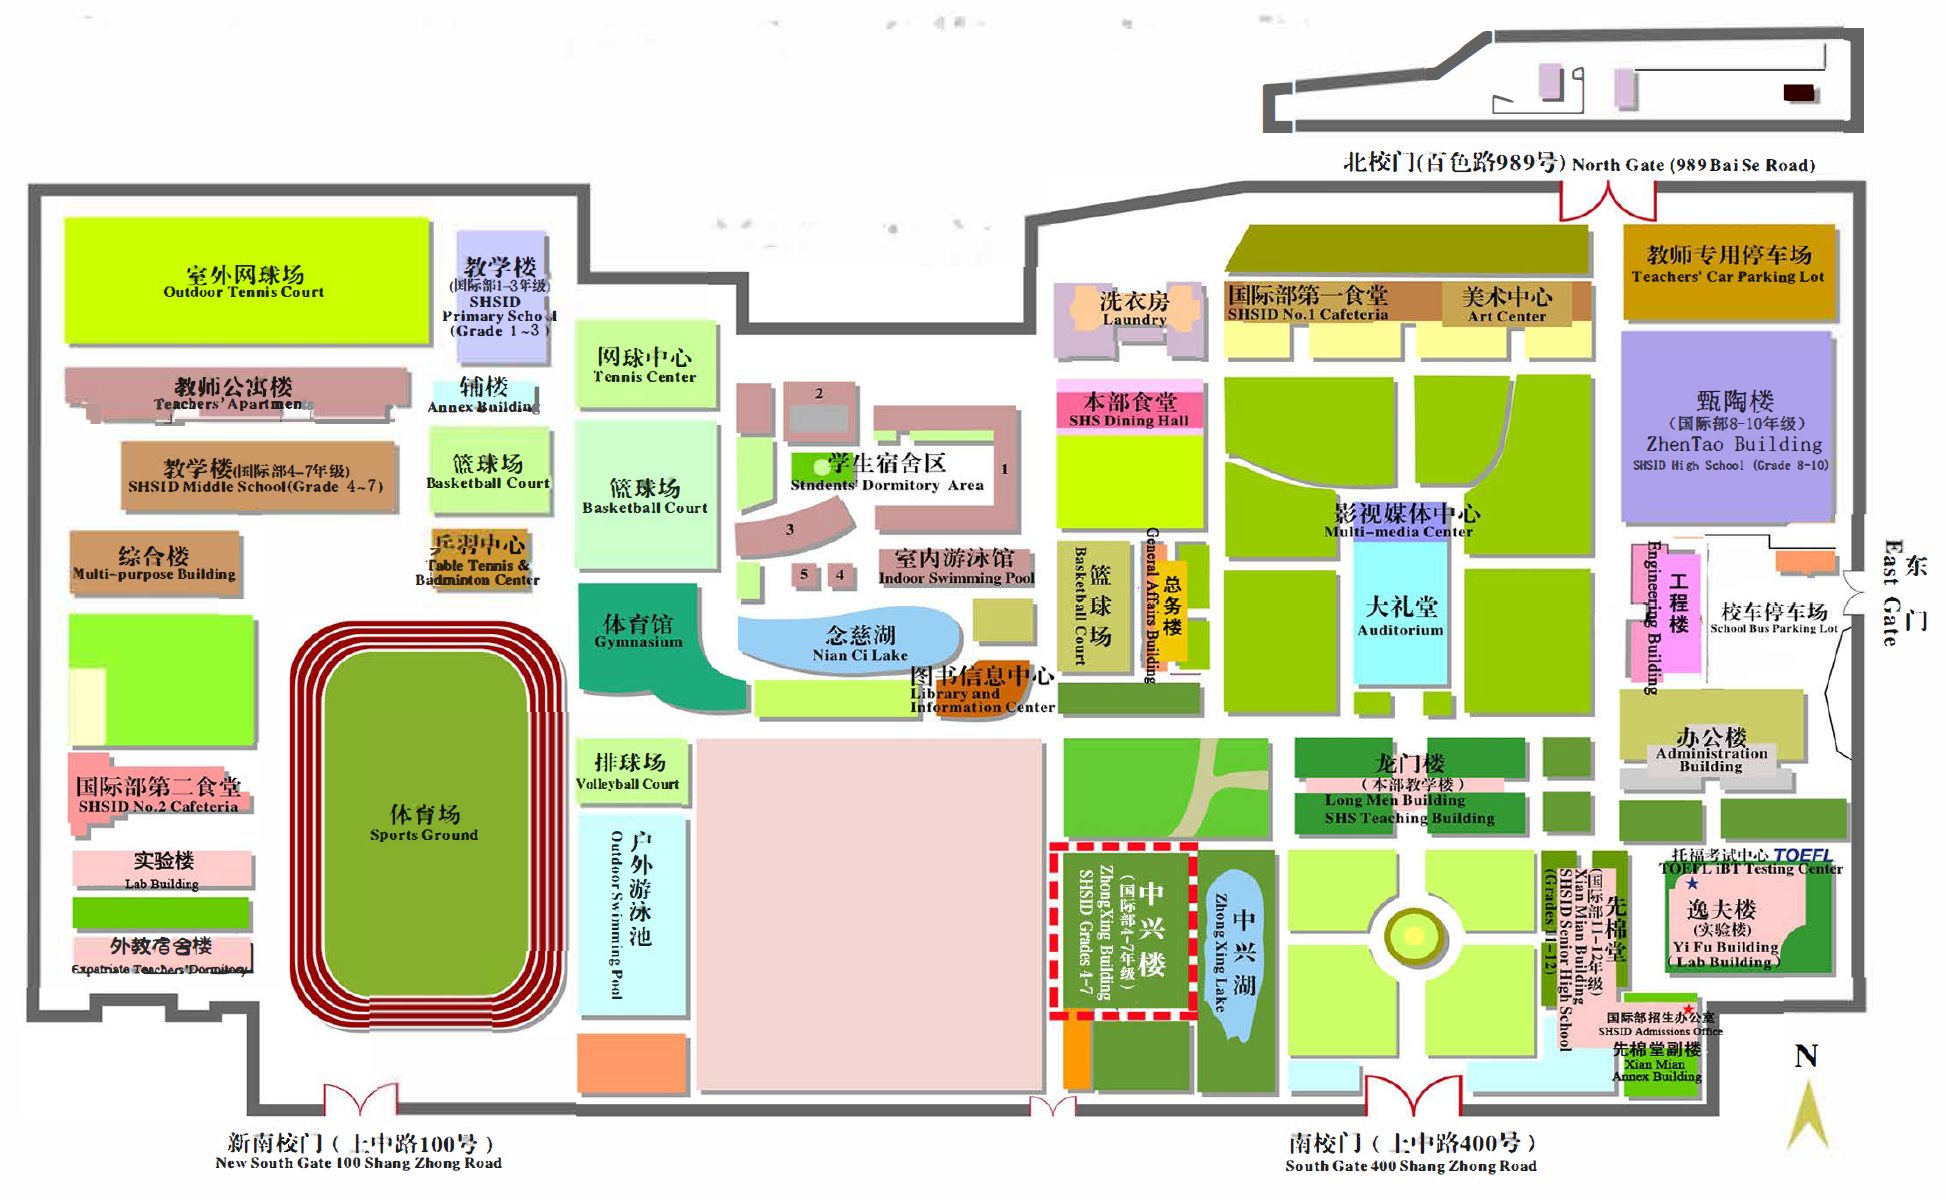 北校门(百色路989号) North Gate (989 Bai Se Road)
室外网球场
Outdoor Tennis Court
教学楼
(国际部1-3年级)
SHSID
Primary School
(Grade 1~3)
教师公寓楼
Teachers' Apartments
辅楼
Annex Building
教学楼(国际部4-7年级)
SHSID Middle School(Grade 4~7)
篮球场
Basketball Court
综合楼
Multi-purpose Building
乒羽中心
Table Tennis &
Badminton Center
网球中心
Tennis Center
篮球场
Basketball Court
体育馆
Gymnasium
2
1
学生宿舍区
Stndents' Dormitory Area
3
5
4
室内游泳馆
Indoor Swimming Pool
念慈湖
Nian Ci Lake
图书信息中心
Library and
Information Center
洗衣房
Laundry
本部食堂
SHS Dining Hall
篮球场
Basketball Court
总务楼
General Affairs Building
国际部第一食堂
SHSID No.1 Cafeteria
美术中心
Art Center
教师专用停车场
Teachers' Car Parking Lot
甄陶楼
(国际部8-10年级)
ZhenTao Building
SHSID High School (Grade 8-10)
影视媒体中心
Multi-media Center
大礼堂
Auditorium
工程楼
Engineering Building
校车停车场
School Bus Parking Lot
东门
East Gate
办公楼
Administration
Building
国际部第二食堂
SHSID No.2 Cafeteria
实验楼
Lab Building
外教宿舍楼
Expatriate Teachers' Dormitory
体育场
Sports Ground
排球场
Volleyball Court
户外游泳池
Outdoor Swimming Pool
中兴楼
(国际部4-7年级)
ZhongXing Building
SHSID Grades 4-7
中兴湖
ZhongXing Lake
龙门楼
(本部教学楼)
Long Men Building
SHS Teaching Building
先棉堂
(国际部11-12年级)
Xian Mian Building
SHSID Senior High School
(Grades 11-12)
托福考试中心 TOEFL
TOEFL iBT Testing Center
逸夫楼
(实验楼)
Yi Fu Building
(Lab Building)
国际部招生办公室
SHSID Admissions Office
先棉堂副楼
Xian Mian
Annex Building
N
新南校门(上中路100号)
New South Gate 100 Shang Zhong Road
南校门(上中路400号)
South Gate 400 Shang Zhong Road